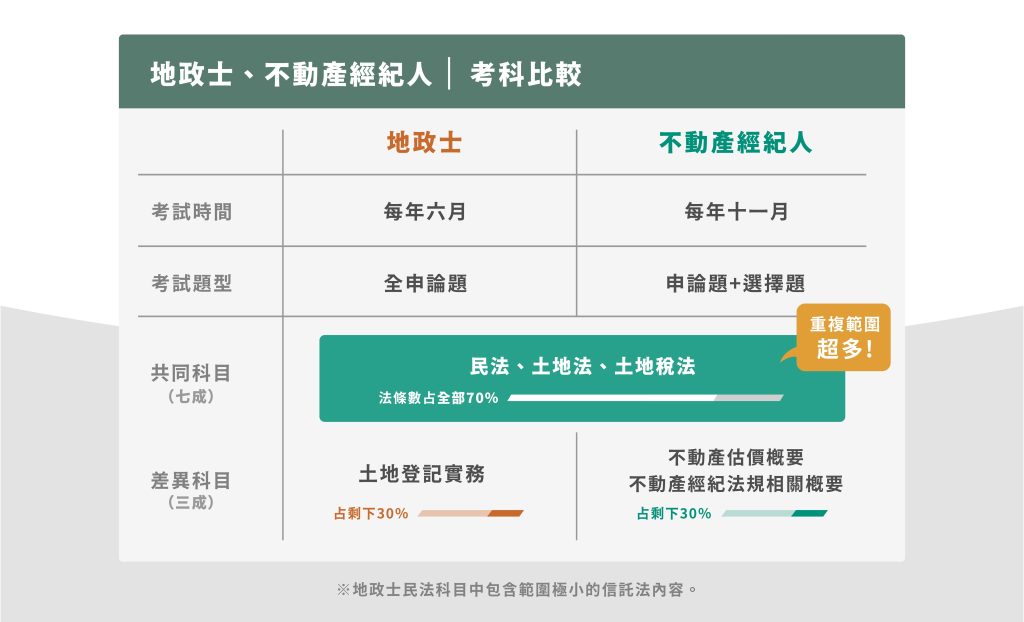 地政士、不動產經紀人｜考科比較
地政士
不動產經紀人
考試時間
每年六月
每年十一月
考試題型
全申論題
申論題+選擇題
重複範圍
超多!
共同科目
（七成）
民法、土地法、土地稅法
法條數占全部70%
差異科目
（三成）
土地登記實務
占剩下30%
不動產估價概要
不動產經紀法規相關概要
占剩下30%
※地政士民法科目中包含範圍極小的信託法內容。